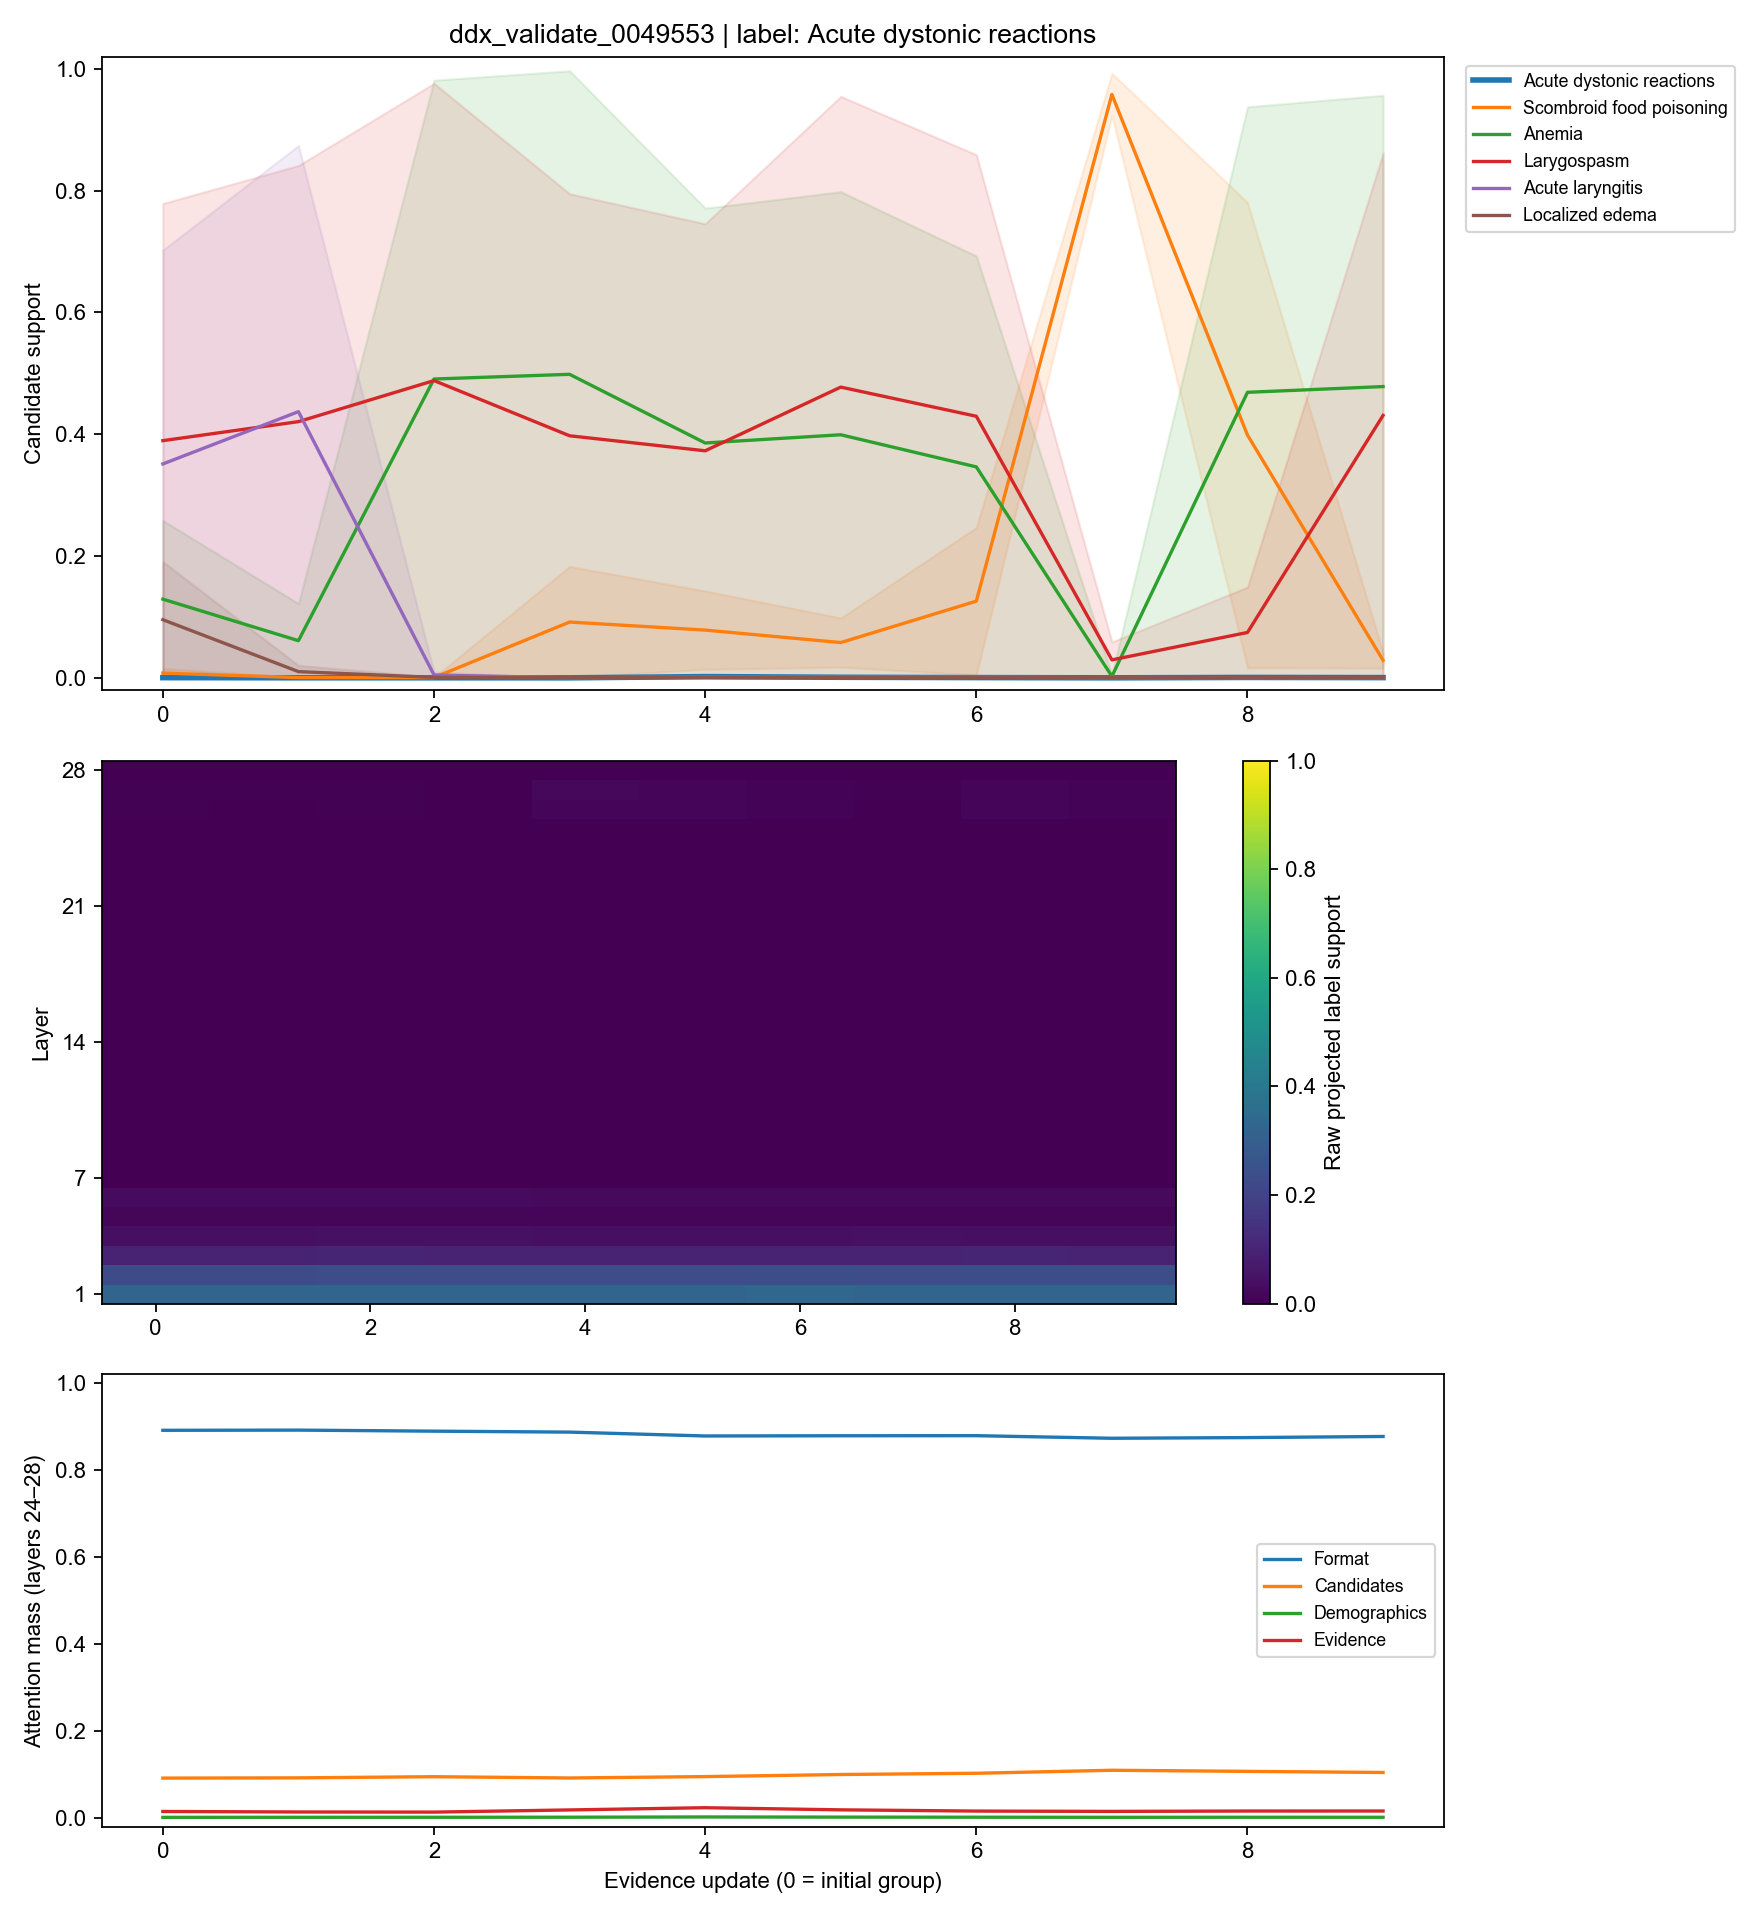 ddx_validate_0049553 | label: Acute dystonic reactions
Candidate support
1.0
0.8
0.6
0.4
0.2
0.0
0
2
4
6
8
Acute dystonic reactions
Scombroid food poisoning
Anemia
Larygospasm
Acute laryngitis
Localized edema
Layer
28
21
14
7
1
0
2
4
6
8
1.0
0.8
0.6
0.4
0.2
0.0
Raw projected label support
Attention mass (layers 24–28)
1.0
0.8
0.6
0.4
0.2
0.0
Format
Candidates
Demographics
Evidence
0
2
4
6
8
Evidence update (0 = initial group)